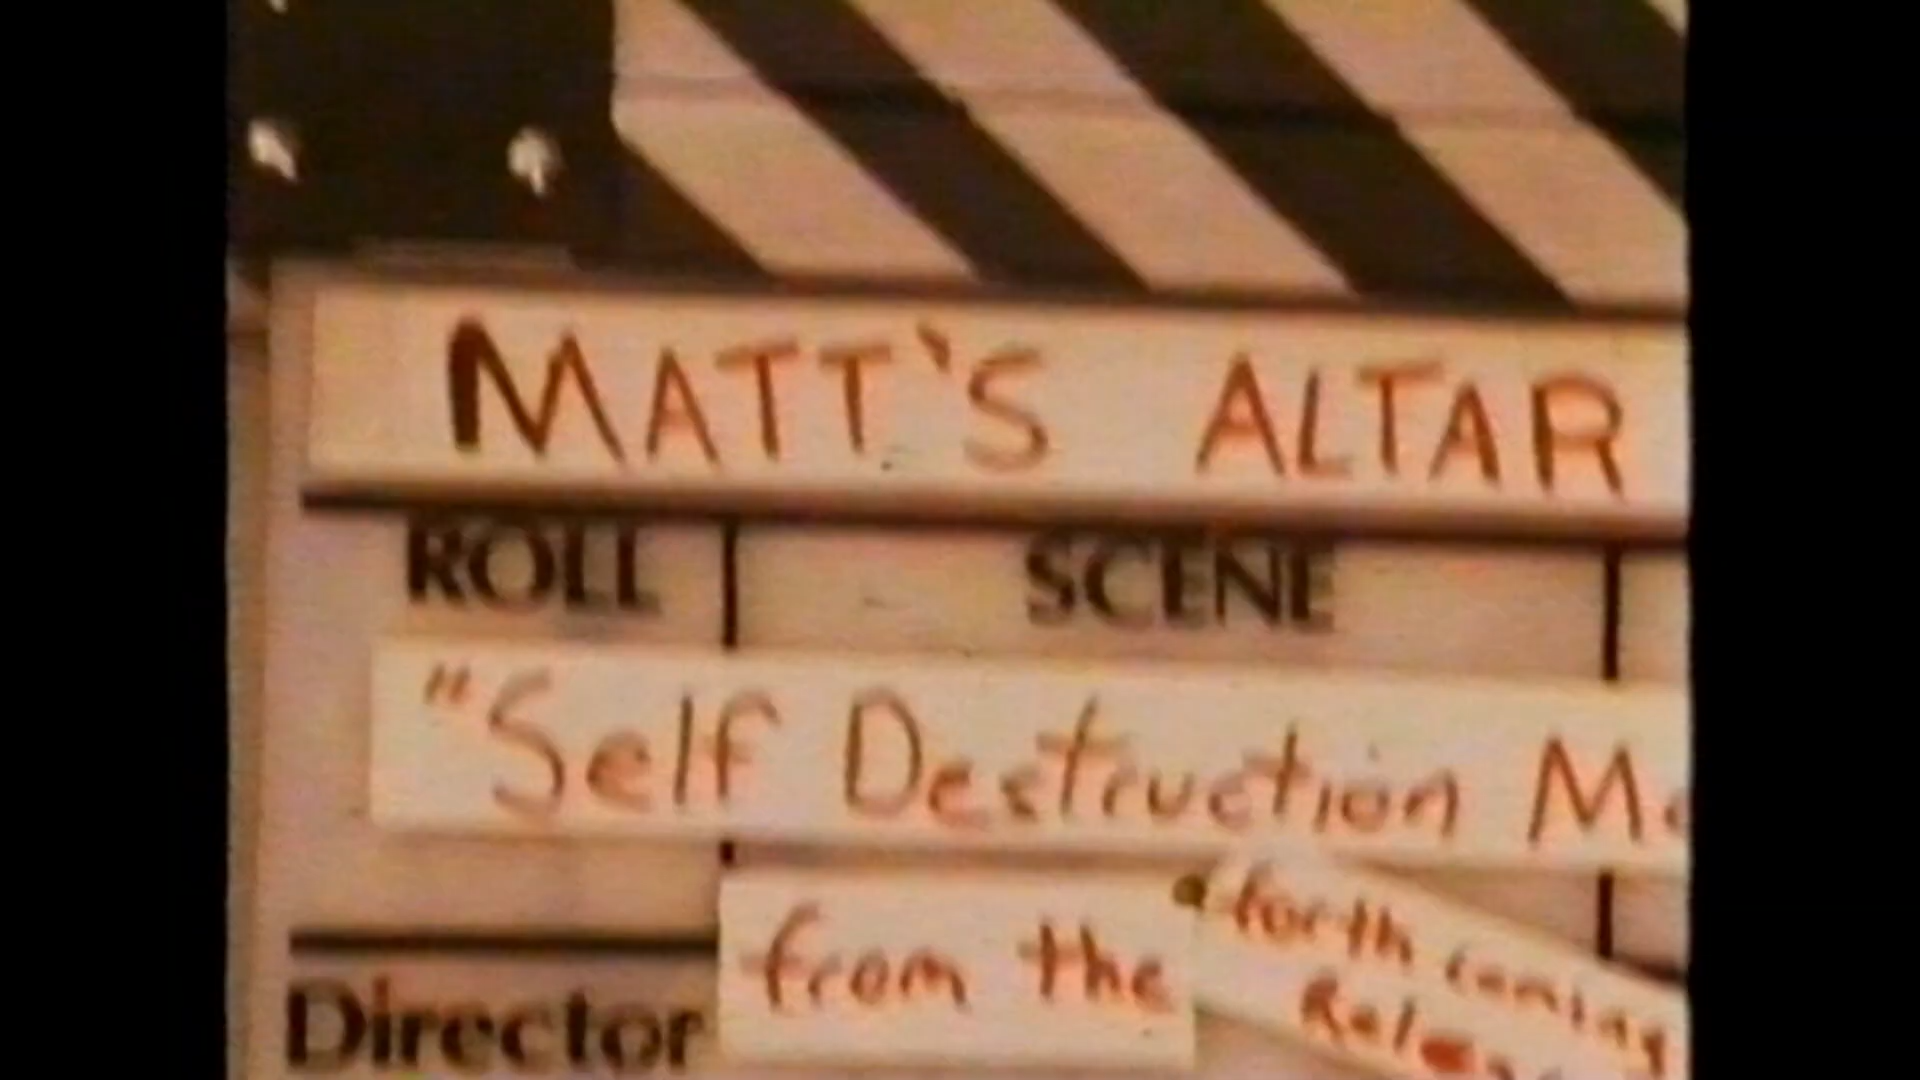 MATT'S ALTAR
ROLL SCENE
"Self Destruction
from the
forth coming
Director